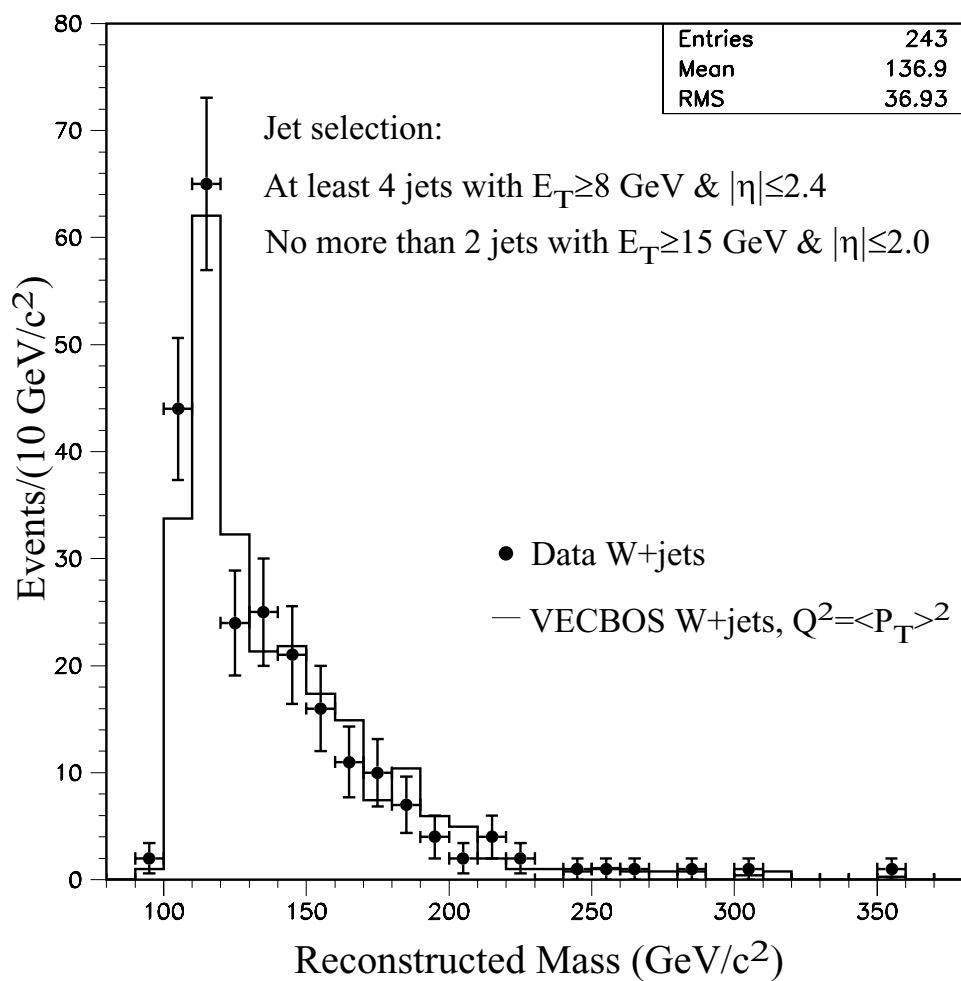 Entries 243
Mean 136.9
RMS 36.93
Jet selection:
At least 4 jets with E_T≥8 GeV & |η|≤2.4
No more than 2 jets with E_T≥15 GeV & |η|≤2.0
Data W+jets
VECBOS W+jets, Q²=<P_T>²
Events/(10 GeV/c²)
80
70
60
50
40
30
20
10
0
100 150 200 250 300 350
Reconstructed Mass (GeV/c²)